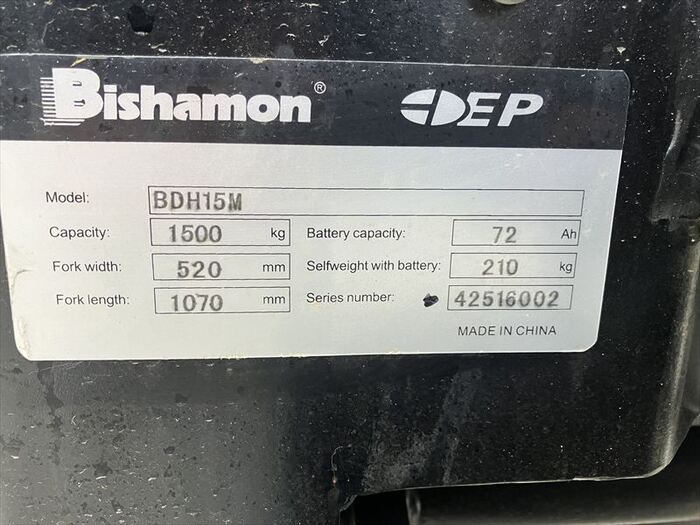 Bishamon® EP
Model: BDH15M
Capacity: 1500 kg Battery capacity: 72 Ah
Fork width: 520 mm Selfweight with battery: 210 kg
Fork length: 1070 mm Series number: 42516002
MADE IN CHINA